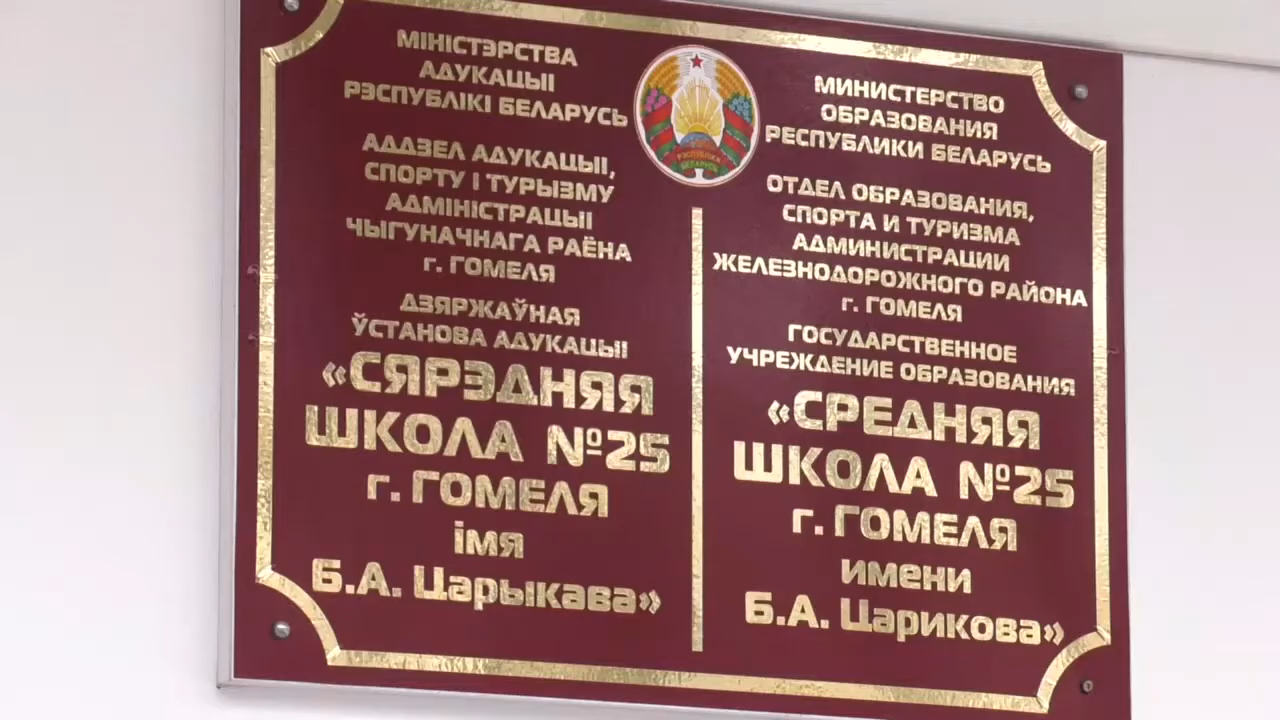 МІНІСТЭРСТВА
АДУКАЦЫІ
РЭСПУБЛІКІ БЕЛАРУСЬ
АДДЗЕЛ АДУКАЦЫІ,
СПОРТУ І ТУРЫЗМУ
АДМІНІСТРАЦЫІ
ЧЫГУНАЧНАГА РАЁНА
г. ГОМЕЛЯ
ДЗЯРЖАЎНАЯ
ЎСТАНОВА АДУКАЦЫІ
«СЯРЭДНЯЯ
ШКОЛА №25
г. ГОМЕЛЯ
імя
Б.А. Царыкава»
РЭСПУБЛІКА
БЕЛАРУСЬ
МИНИСТЕРСТВО
ОБРАЗОВАНИЯ
РЕСПУБЛИКИ БЕЛАРУСЬ
ОТДЕЛ ОБРАЗОВАНИЯ,
СПОРТА И ТУРИЗМА
АДМИНИСТРАЦИИ
ЖЕЛЕЗНОДОРОЖНОГО РАЙОНА
г. ГОМЕЛЯ
ГОСУДАРСТВЕННОЕ
УЧРЕЖДЕНИЕ ОБРАЗОВАНИЯ
«СРЕДНЯЯ
ШКОЛА №25
г. ГОМЕЛЯ
имени
Б.А. Царикова»